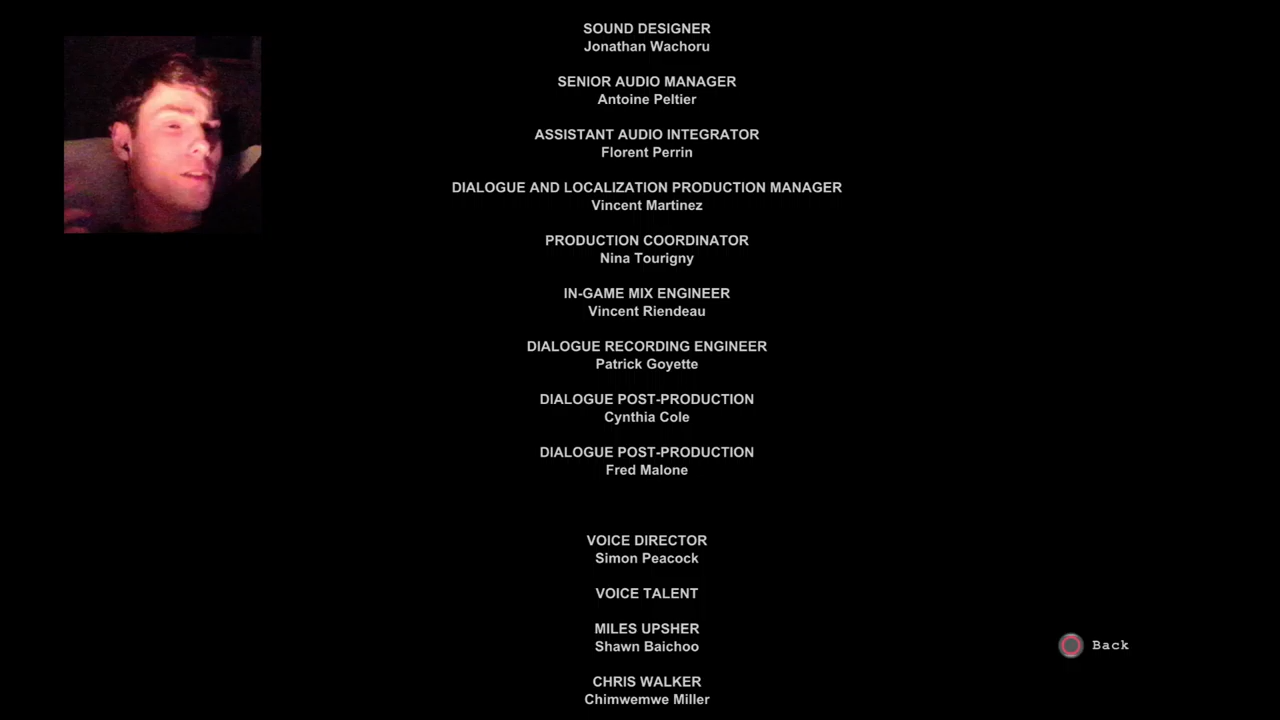 SOUND DESIGNER
Jonathan Wachoru
SENIOR AUDIO MANAGER
Antoine Peltier
ASSISTANT AUDIO INTEGRATOR
Florent Perrin
DIALOGUE AND LOCALIZATION PRODUCTION MANAGER
Vincent Martinez
PRODUCTION COORDINATOR
Nina Tourigny
IN-GAME MIX ENGINEER
Vincent Riendeau
DIALOGUE RECORDING ENGINEER
Patrick Goyette
DIALOGUE POST-PRODUCTION
Cynthia Cole
DIALOGUE POST-PRODUCTION
Fred Malone
VOICE DIRECTOR
Simon Peacock
VOICE TALENT
MILES UPSHER
Shawn Baichoo
Back
CHRIS WALKER
Chimwemwe Miller